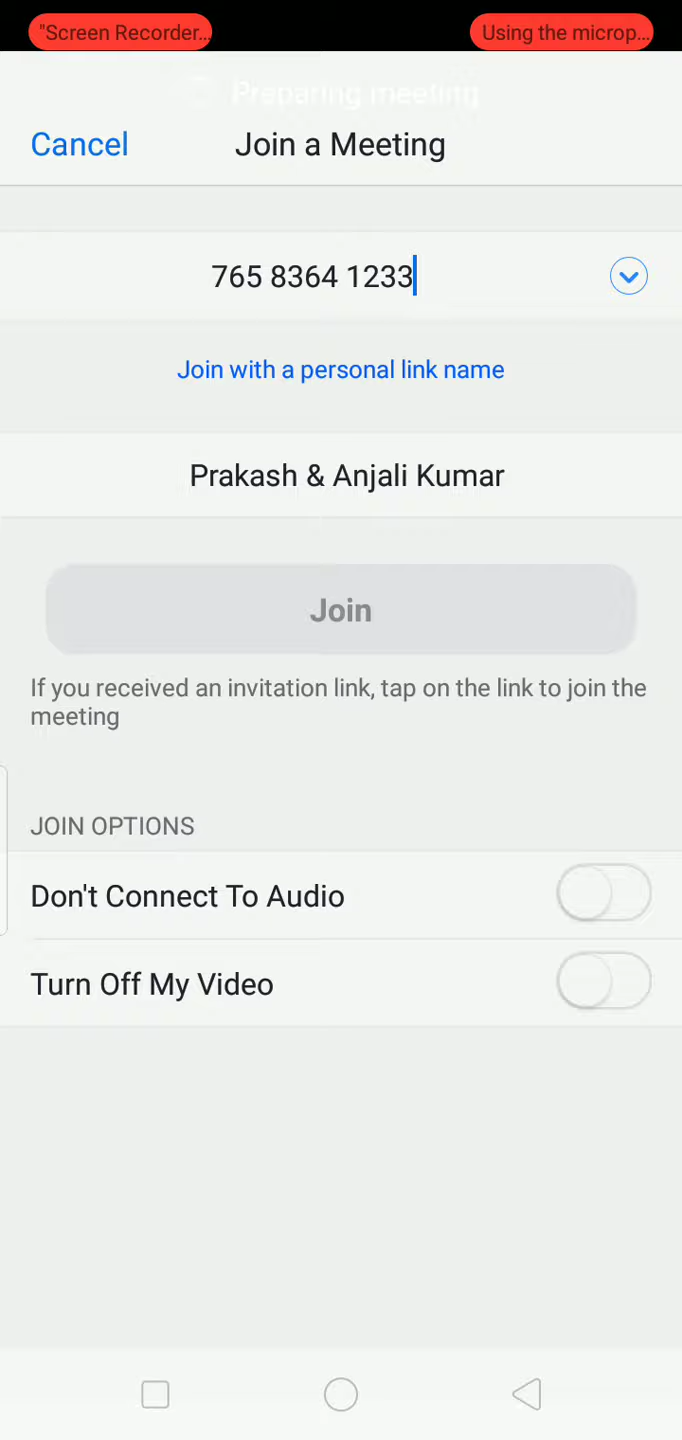 "Screen Recorder...
Using the microp...
Preparing meeting
Cancel
Join a Meeting
765 8364 1233
Join with a personal link name
Prakash & Anjali Kumar
Join
If you received an invitation link, tap on the link to join the
meeting
JOIN OPTIONS
Don't Connect To Audio
Turn Off My Video